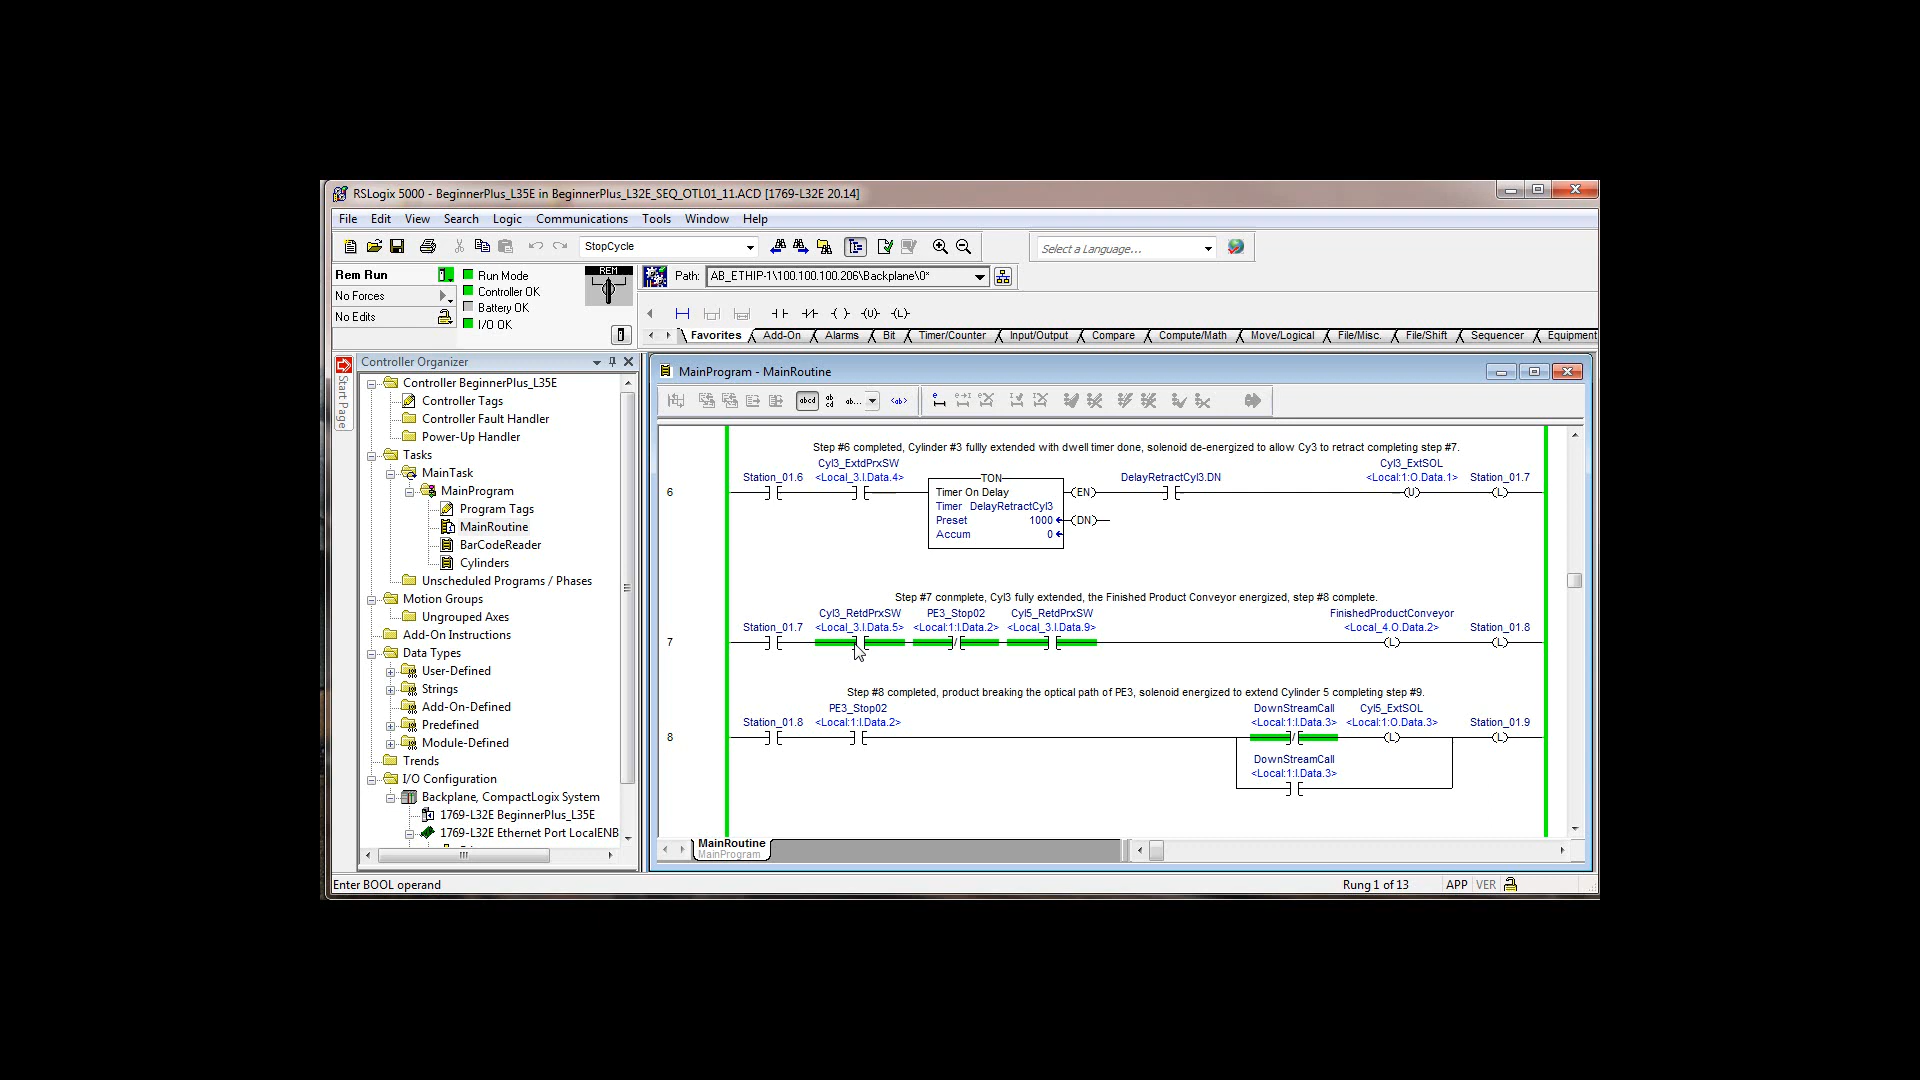 RSLogix 5000 - BeginnerPlus_L35E in BeginnerPlus_L32E_SEQ_OTL01_11.ACD [1769-L32E 20.14]
File Edit View Search Logic Communications Tools Window Help
StopCycle
Select a Language...
Rem Run
No Forces
No Edits
Run Mode
Controller OK
Battery OK
I/O OK
REM
Path: AB_ETHIP-1\100.100.100.206\Backplane\0*
Favorites Add-On Alarms Bit Timer/Counter Input/Output Compare Compute/Math Move/Logical File/Misc. File/Shift Sequencer Equipment
Start Page
Controller Organizer
Controller BeginnerPlus_L35E
Controller Tags
Controller Fault Handler
Power-Up Handler
Tasks
MainTask
MainProgram
Program Tags
MainRoutine
BarCodeReader
Cylinders
Unscheduled Programs / Phases
Motion Groups
Ungrouped Axes
Add-On Instructions
Data Types
User-Defined
Strings
Add-On-Defined
Predefined
Module-Defined
Trends
I/O Configuration
Backplane, CompactLogix System
1769-L32E BeginnerPlus_L35E
1769-L32E Ethernet Port LocalENB
MainProgram - MainRoutine
Step #6 completed, Cylinder #3 fullly extended with dwell timer done, solenoid de-energized to allow Cy3 to retract completing step #7.
Cyl3_ExtdPrxSW Cyl3_ExtSOL
Station_01.6 <Local_3.I.Data.4> TON DelayRetractCyl3.DN <Local:1:O.Data.1> Station_01.7
6 Timer On Delay (EN) (U) (L)
Timer DelayRetractCyl3
Preset 1000 (DN)
Accum 0
Step #7 conmplete, Cyl3 fully extended, the Finished Product Conveyor energized, step #8 complete.
Cyl3_RetdPrxSW PE3_Stop02 Cyl5_RetdPrxSW FinishedProductConveyor
Station_01.7 <Local_3.I.Data.5> <Local:1:I.Data.2> <Local_3.I.Data.9> <Local_4.O.Data.2> Station_01.8
7 (L) (L)
Step #8 completed, product breaking the optical path of PE3, solenoid energized to extend Cylinder 5 completing step #9.
PE3_Stop02 DownStreamCall Cyl5_ExtSOL
Station_01.8 <Local:1:I.Data.2> <Local:1:I.Data.3> <Local:1:O.Data.3> Station_01.9
8 (L) (L)
DownStreamCall
<Local:1:I.Data.3>
MainRoutine
MainProgram
Enter BOOL operand
Rung 1 of 13 APP VER